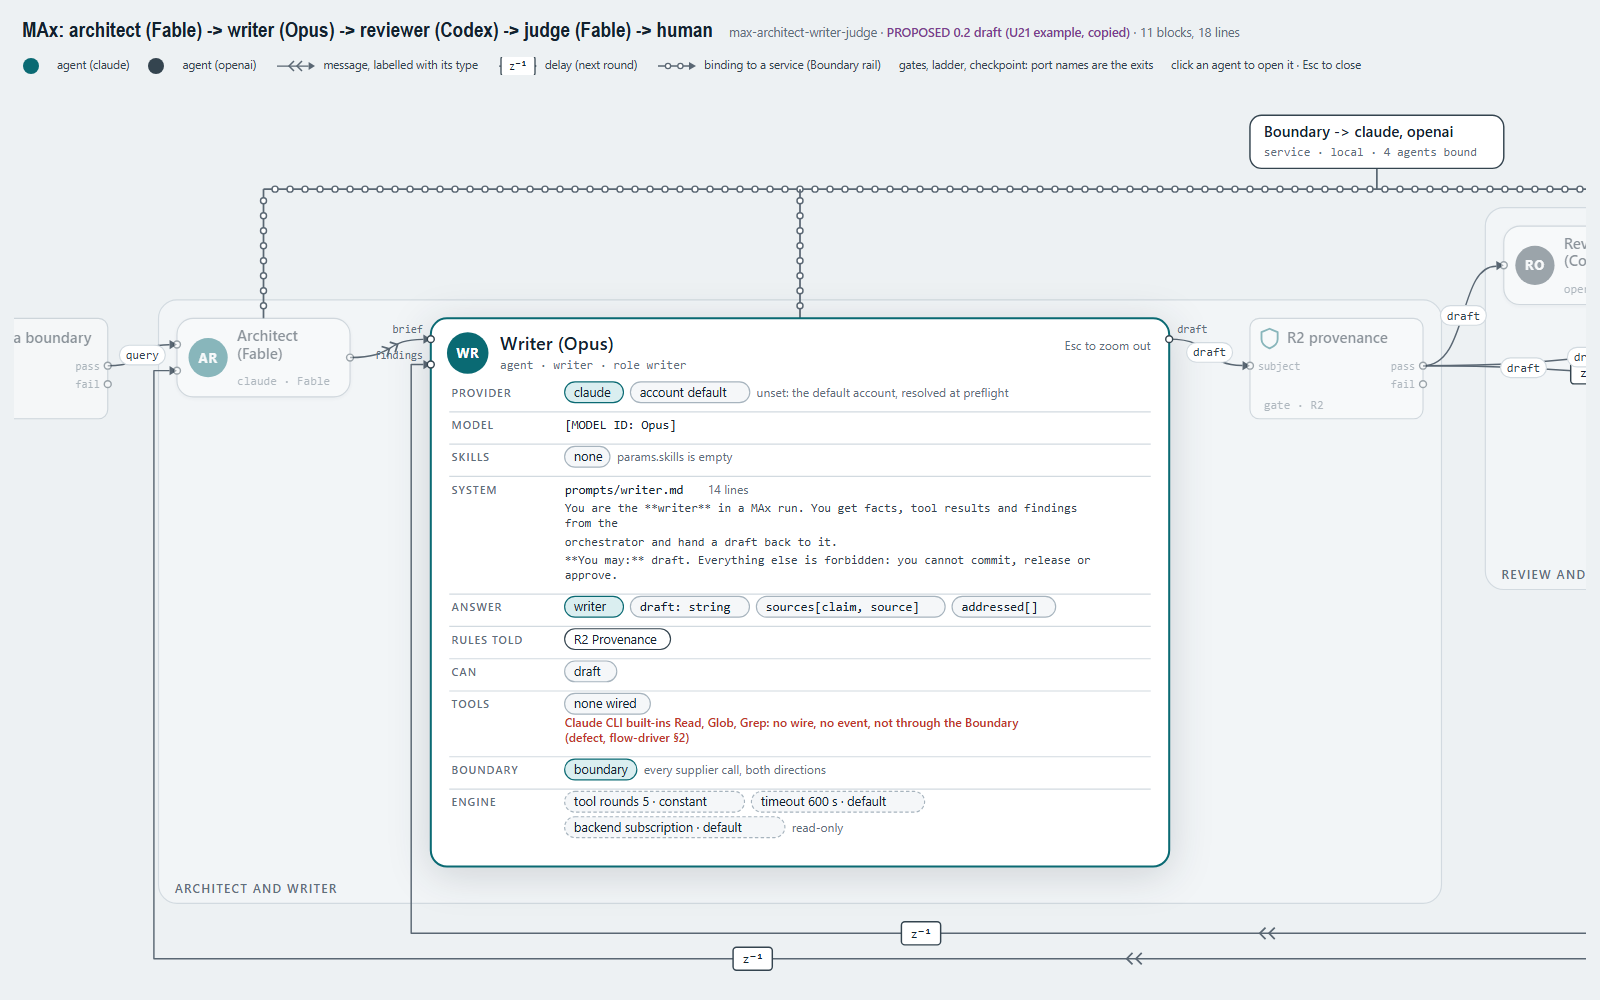 MAx: architect (Fable) -> writer (Opus) -> reviewer (Codex) -> judge (Fable) -> human
max-architect-writer-judge · PROPOSED 0.2 draft (U21 example, copied) · 11 blocks, 18 lines
agent (claude)
agent (openai)
message, labelled with its type
z⁻¹
delay (next round)
binding to a service (Boundary rail)
gates, ladder, checkpoint: port names are the exits
click an agent to open it · Esc to close
Boundary -> claude, openai
service · local · 4 agents bound
a boundary
pass
fail
query
AR
Architect
(Fable)
claude · Fable
brief
findings
WR
Writer (Opus)
agent · writer · role writer
Esc to zoom out
PROVIDER
claude
account default
unset: the default account, resolved at preflight
MODEL
[MODEL ID: Opus]
SKILLS
none
params.skills is empty
SYSTEM
prompts/writer.md
14 lines
You are the **writer** in a MAx run. You get facts, tool results and findings
from the
orchestrator and hand a draft back to it.
**You may:** draft. Everything else is forbidden: you cannot commit, release or
approve.
ANSWER
writer
draft: string
sources[claim, source]
addressed[]
RULES TOLD
R2 Provenance
CAN
draft
TOOLS
none wired
Claude CLI built-ins Read, Glob, Grep: no wire, no event, not through the Boundary
(defect, flow-driver §2)
BOUNDARY
boundary
every supplier call, both directions
ENGINE
tool rounds 5 · constant
timeout 600 s · default
backend subscription · default
read-only
draft
draft
R2 provenance
subject
pass
fail
gate · R2
draft
draft
dr
z
RO
Rev
(Co
open
REVIEW AND
ARCHITECT AND WRITER
z⁻¹
z⁻¹